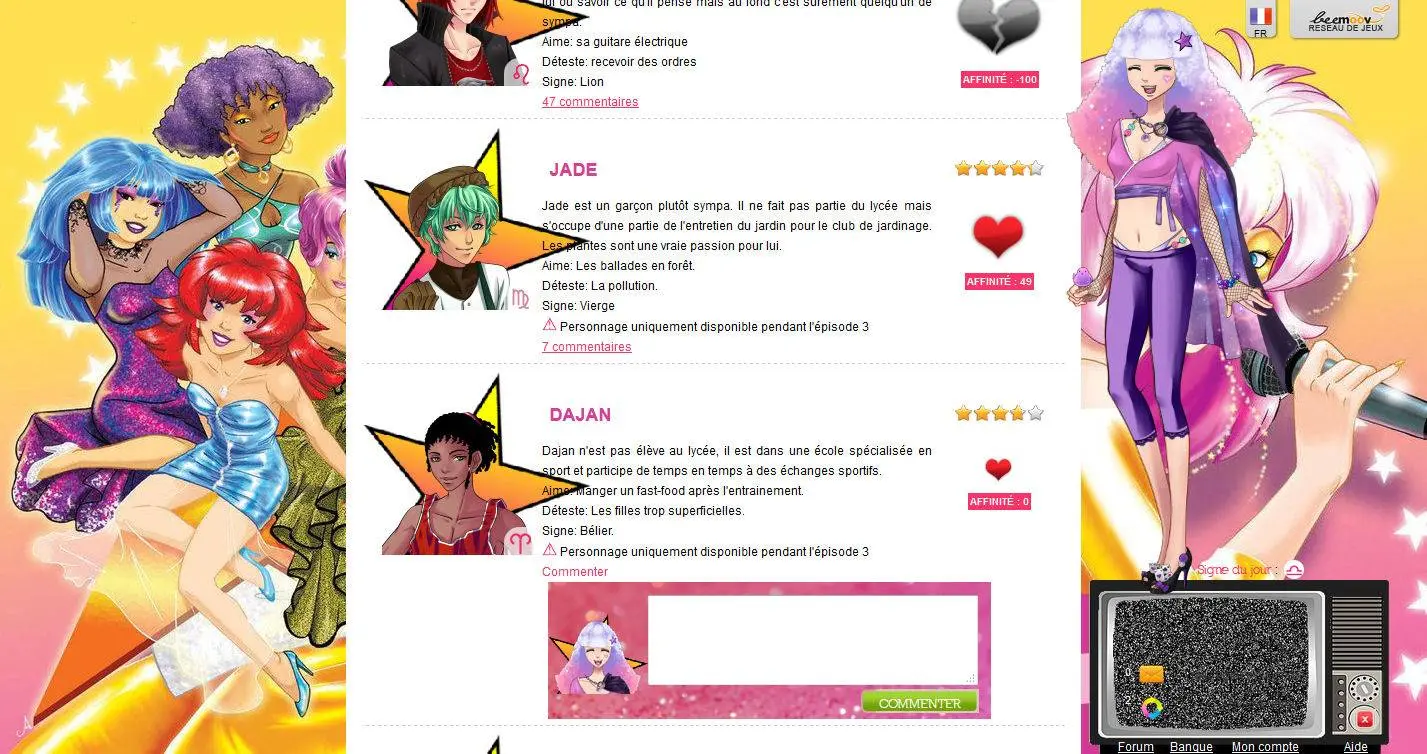 lui où savoir ce qu'il pense mais au fond c'est surement quelqu'un de
sympa.
Aime: sa guitare électrique
Déteste: recevoir des ordres
Signe: Lion
47 commentaires
AFFINITÉ : -100
FR
beemoov
RESEAU DE JEUX
JADE
Jade est un garçon plutôt sympa. Il ne fait pas partie du lycée mais
s'occupe d'une partie de l'entretien du jardin pour le club de jardinage.
Les plantes sont une vraie passion pour lui.
Aime: Les ballades en forêt.
Déteste: La pollution.
Signe: Vierge
Personnage uniquement disponible pendant l'épisode 3
7 commentaires
AFFINITÉ : 49
DAJAN
Dajan n'est pas élève au lycée, il est dans une école spécialisée en
sport et participe de temps en temps à des échanges sportifs.
Aime: Manger un fast-food après l'entrainement.
Déteste: Les filles trop superficielles.
Signe: Bélier.
Personnage uniquement disponible pendant l'épisode 3
Commenter
AFFINITÉ : 0
COMMENTER
Signe du jour :
0
2
Forum Banque Mon compte Aide